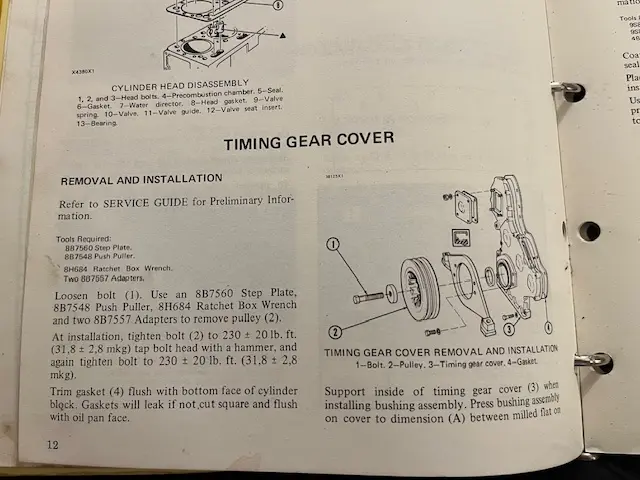 X4380X1
8
A
CYLINDER HEAD DISASSEMBLY
1, 2, and 3—Head bolts. 4—Precombustion chamber. 5—Seal.
6—Gasket. 7—Water director. 8—Head gasket. 9—Valve
spring. 10—Valve. 11—Valve guide. 12—Valve seat insert.
13—Bearing.
TIMING GEAR COVER
REMOVAL AND INSTALLATION
Refer to SERVICE GUIDE for Preliminary Infor-
mation.
Tools Required:
8B7560 Step Plate.
8B7548 Push Puller.
8H684 Ratchet Box Wrench.
Two 8B7557 Adapters.
Loosen bolt (1). Use an 8B7560 Step Plate,
8B7548 Push Puller, 8H684 Ratchet Box Wrench
and two 8B7557 Adapters to remove pulley (2).
At installation, tighten bolt (2) to 230 ± 20 lb. ft.
(31,8 ± 2,8 mkg) tap bolt head with a hammer, and
again tighten bolt to 230 ± 20 lb. ft. (31,8 ± 2,8
mkg).
Trim gasket (4) flush with bottom face of cylinder
block. Gaskets will leak if not cut square and flush
with oil pan face.
12
1
2
3
4
TIMING GEAR COVER REMOVAL AND INSTALLATION
1—Bolt. 2—Pulley. 3—Timing gear cover. 4—Gasket.
Support inside of timing gear cover (3) when
installing bushing assembly. Press bushing assembly
on cover to dimension (A) between milled flat on
Tools